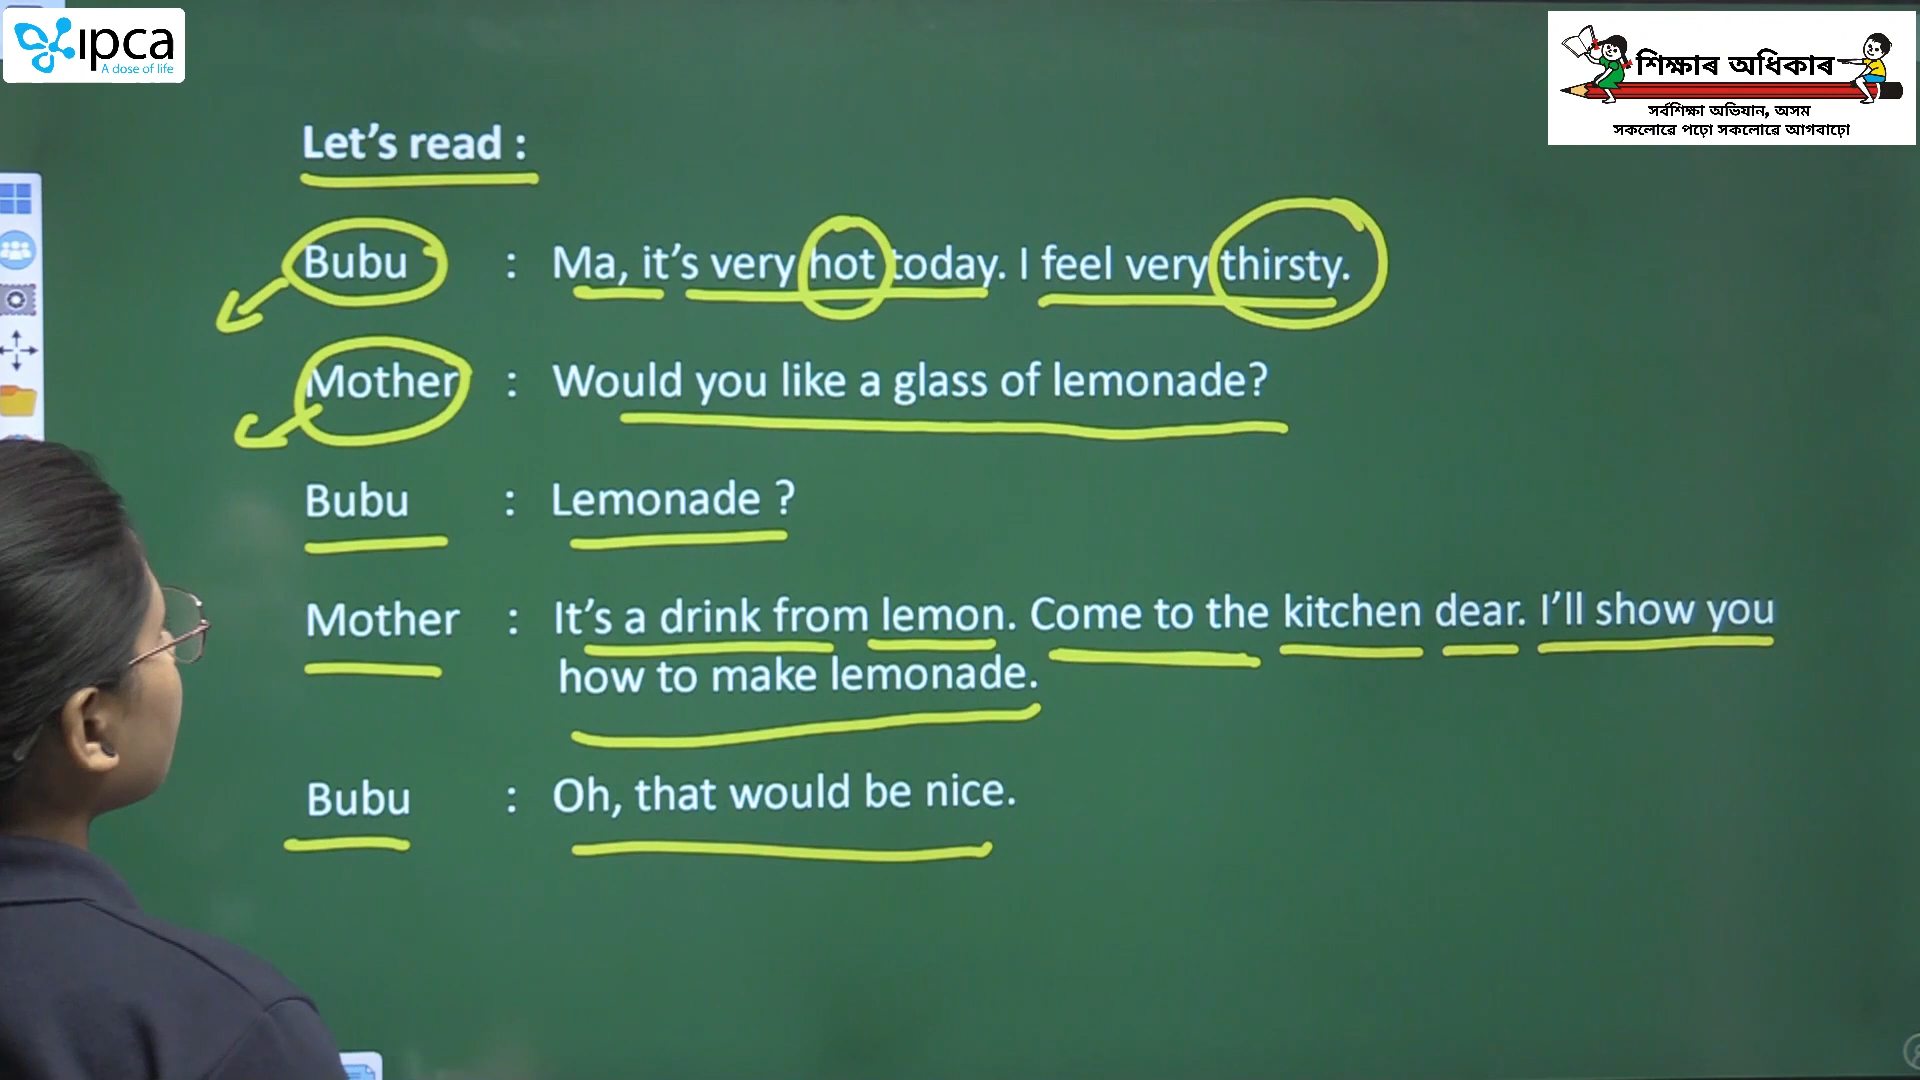 ipca
A dose of life
শিক্ষাৰ অধিকাৰ
সৰ্বশিক্ষা অভিযান, অসম
সকলোৱে পঢ়ো সকলোৱে আগবাঢ়ো
Let's read :
Bubu : Ma, it's very hot today. I feel very thirsty.
Mother : Would you like a glass of lemonade?
Bubu : Lemonade ?
Mother : It's a drink from lemon. Come to the kitchen dear. I'll show you
how to make lemonade.
Bubu : Oh, that would be nice.